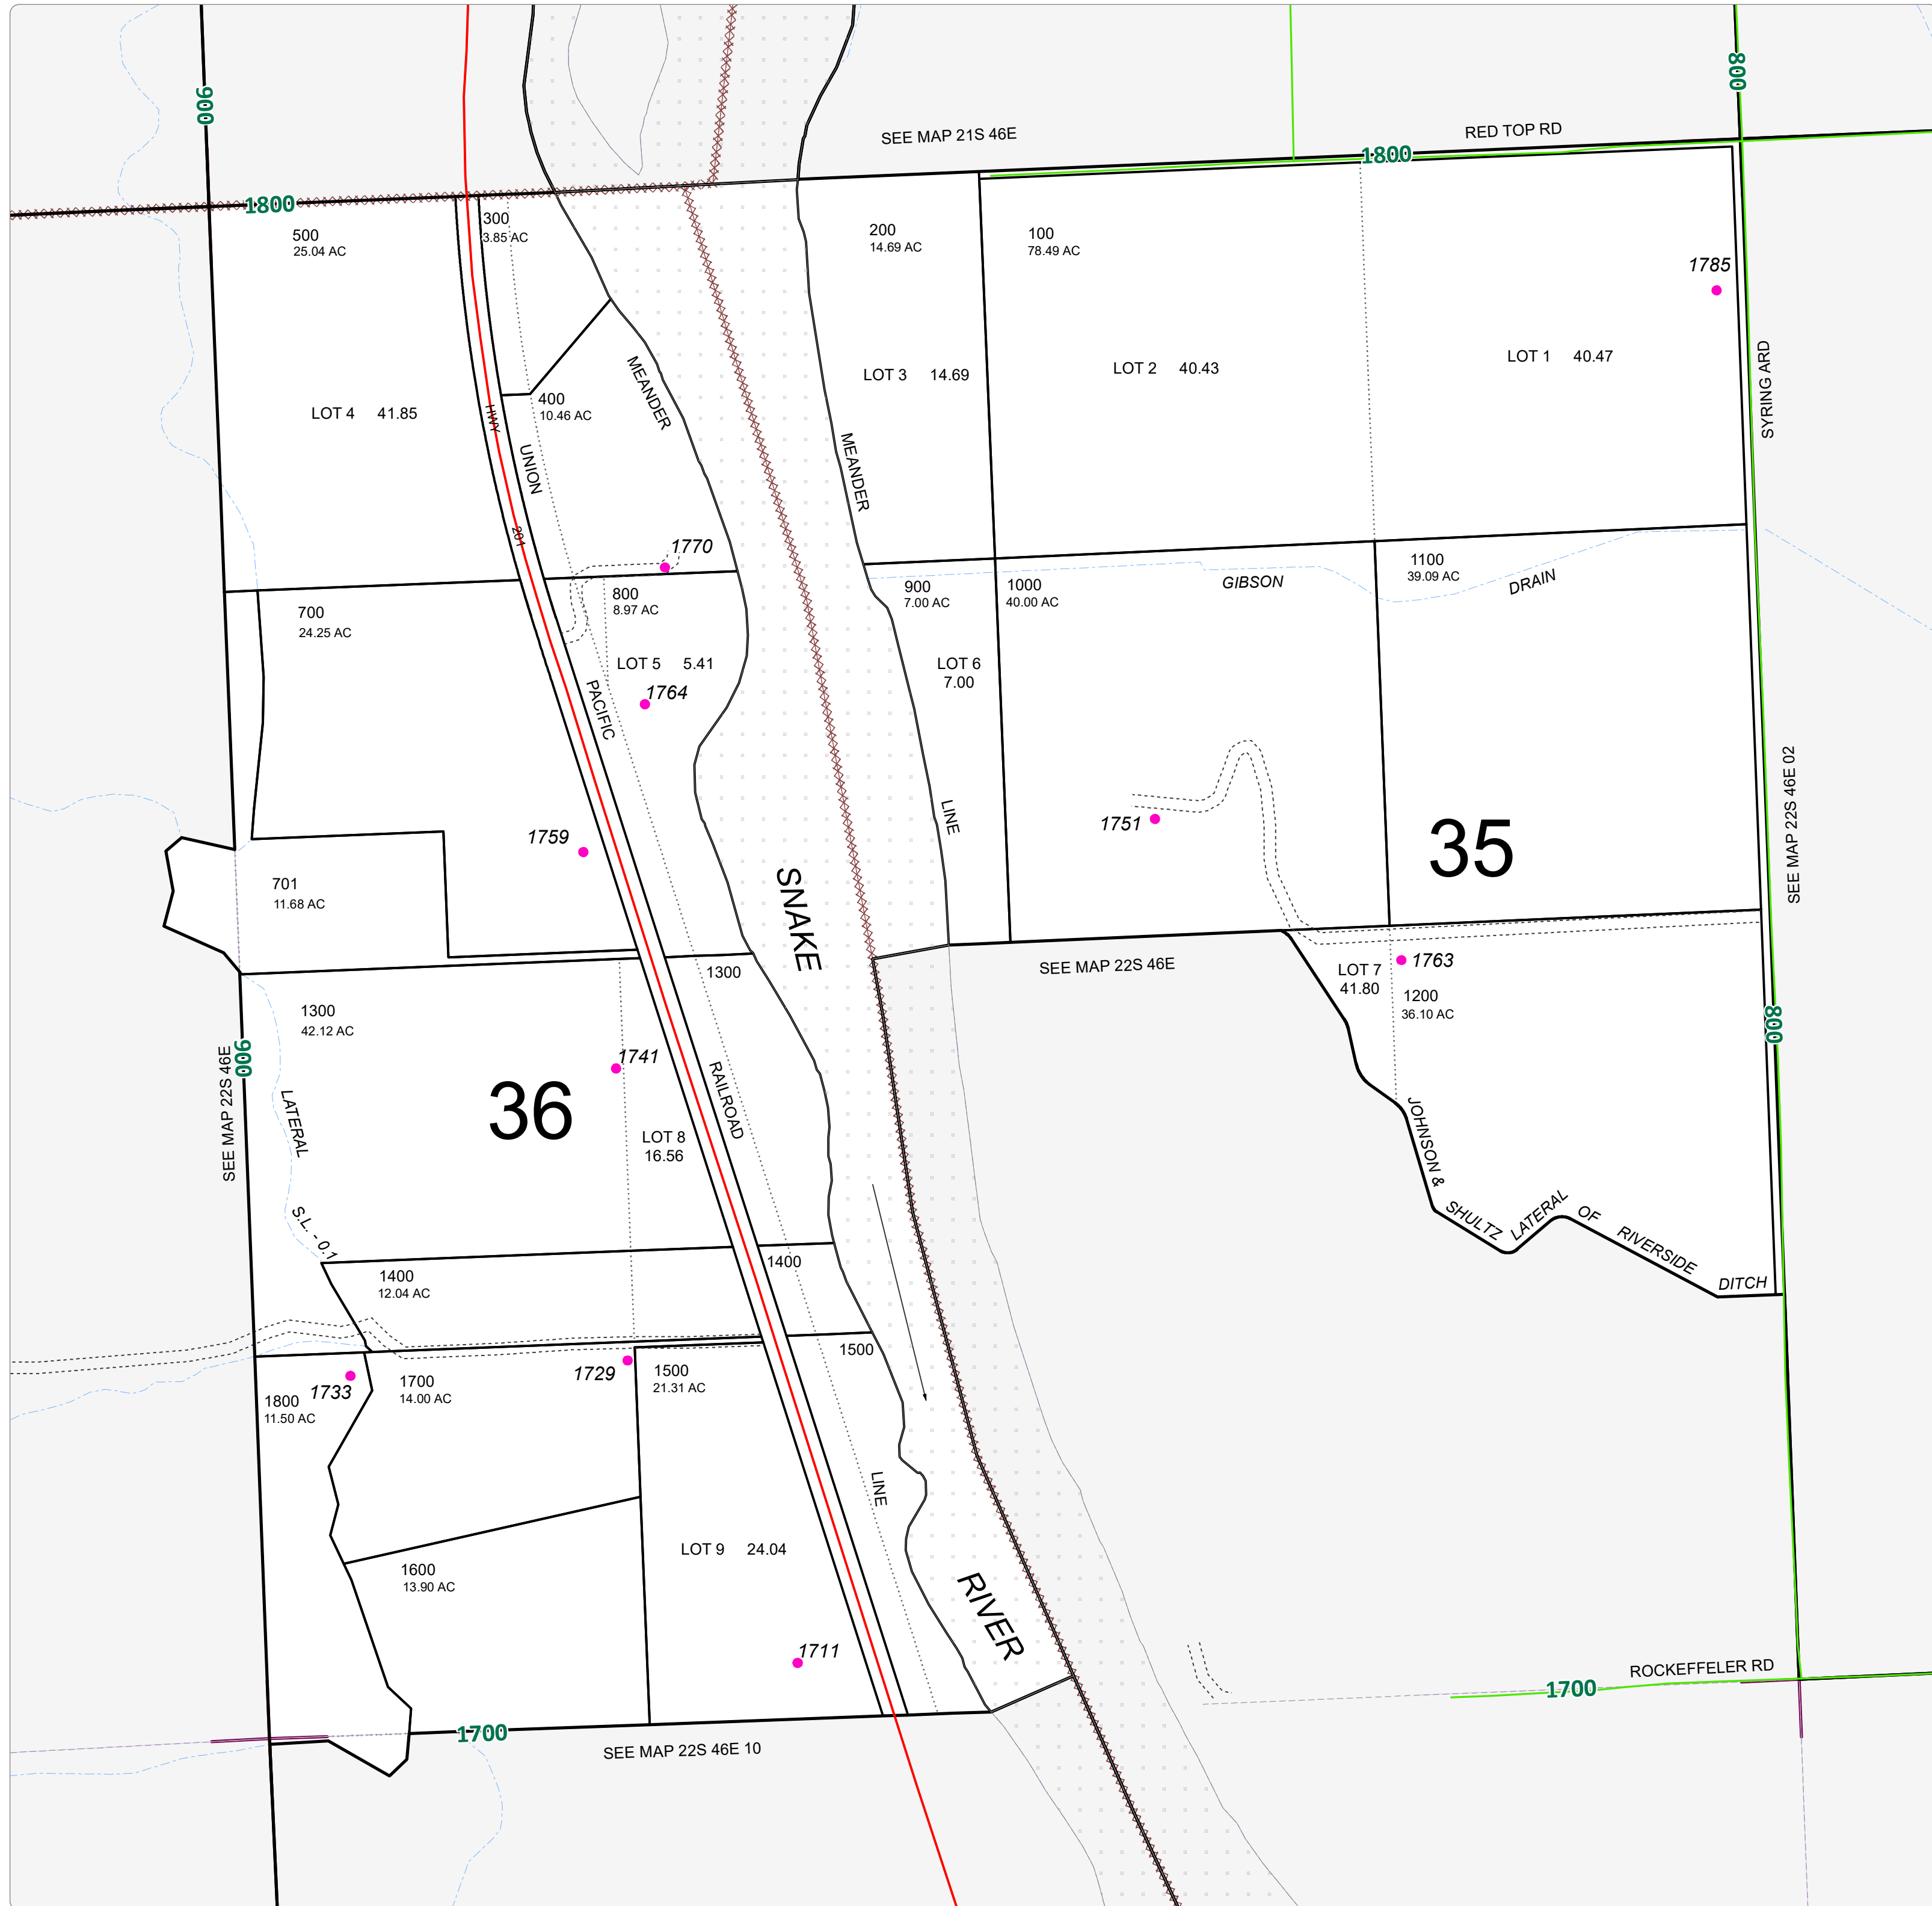 900
800
SEE MAP 21S 46E
RED TOP RD
1800
1800
500
25.04 AC
300
3.85 AC
200
14.69 AC
100
78.49 AC
1785
SYRING ARD
LOT 4 41.85
HWY
201
UNION
400
10.46 AC
MEANDER
MEANDER
LOT 3 14.69
LOT 2 40.43
LOT 1 40.47
1770
700
24.25 AC
800
8.97 AC
LOT 5 5.41
1764
PACIFIC
900
7.00 AC
LOT 6
7.00
LINE
1000
40.00 AC
GIBSON
DRAIN
1100
39.09 AC
1759
1751
35
SEE MAP 22S 46E 02
701
11.68 AC
SNAKE
SEE MAP 22S 46E
LOT 7
41.80
1763
1200
36.10 AC
800
1300
1300
42.12 AC
900
SEE MAP 22S 46E
LATERAL
S.L. - 0.1
1741
36
RAILROAD
LOT 8
16.56
JOHNSON &
SHULTZ
LATERAL
OF
RIVERSIDE
DITCH
1400
12.04 AC
1400
1500
1733
1800
11.50 AC
1700
14.00 AC
1729
1500
21.31 AC
LINE
LOT 9 24.04
1600
13.90 AC
RIVER
1711
ROCKEFFELER RD
1700
1700
SEE MAP 22S 46E 10